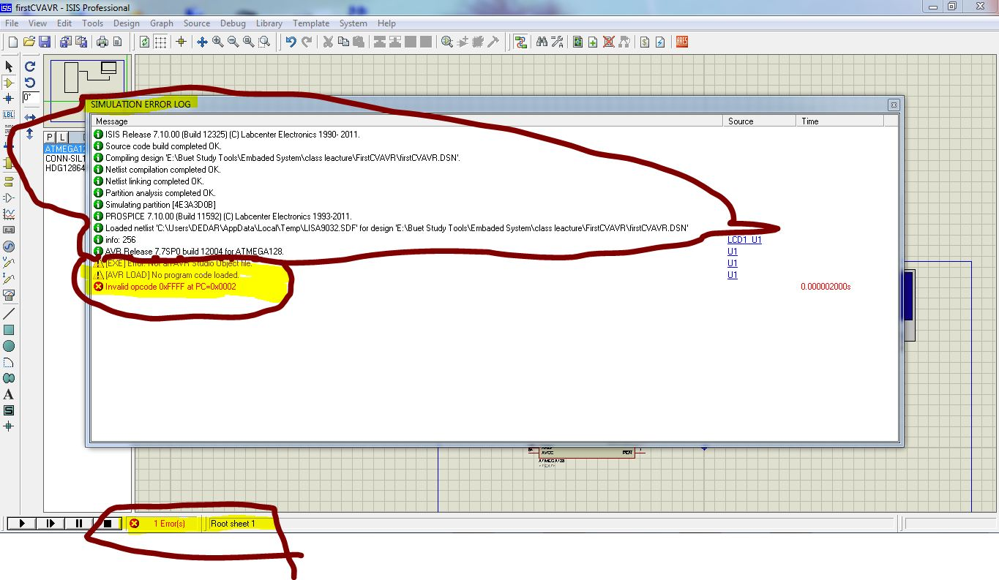 firstCVAVR - ISIS Professional
File View Edit Tools Design Graph Source Debug Library Template System Help
LBL
0°
A
S
SIMULATION ERROR LOG
Message Source Time
P L
ISIS Release 7.10.00 (Build 12325) (C) Labcenter Electronics 1990- 2011.
ATMEGA12
Source code build completed OK.
CONN-SIL1
Compiling design 'E:\Buet Study Tools\Embaded System\class leacture\FirstCVAVR\firstCVAVR.DSN'.
HDG12864
Netlist compilation completed OK.
Netlist linking completed OK.
Partition analysis completed OK.
Simulating partition [4E3A3D0B]
PROSPICE 7.10.00 (Build 11592) (C) Labcenter Electronics 1993-2011.
Loaded netlist 'C:\Users\DEDAR\AppData\Local\Temp\LISA9032.SDF' for design 'E:\Buet Study Tools\Embaded System\class leacture\FirstCVAVR\firstCVAVR.DSN'
info: 256 LCD1_U1
AVR Release 7.7SP0 build 12004 for ATMEGA128. U1
[EXE] Error: Not an AVR Studio Object file. U1
[AVR LOAD] No program code loaded. U1
Invalid opcode 0xFFFF at PC=0x0002 0.000002000s
AVCC PEN
ATMEGA128
1 Error(s) Root sheet 1